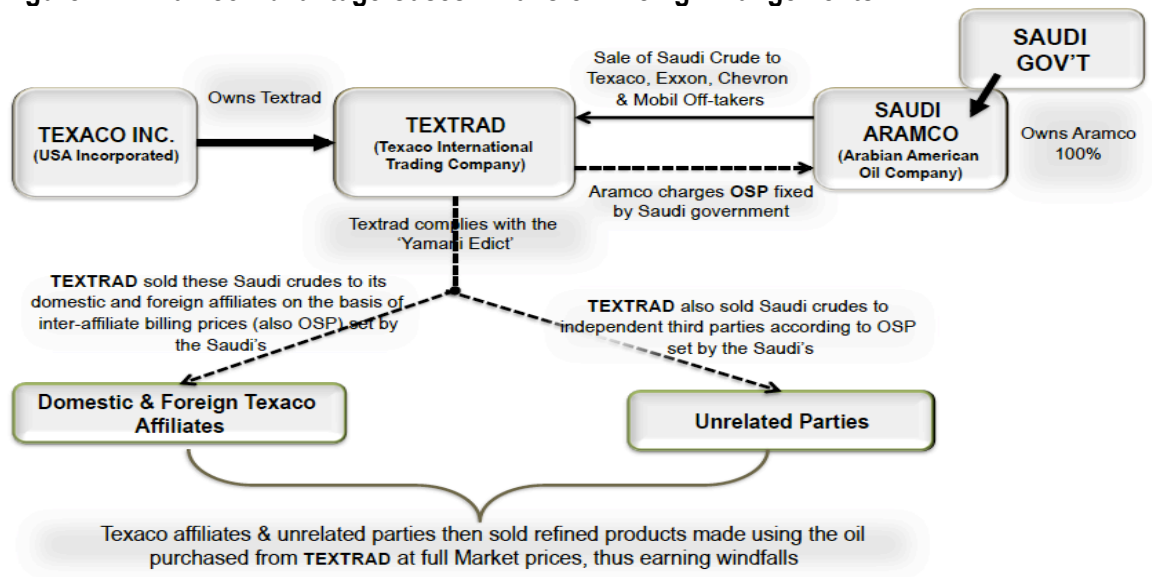 SAUDI
GOV'T
Sale of Saudi Crude to
Texaco, Exxon, Chevron
& Mobil Off-takers
Owns Textrad
TEXACO INC.
(USA Incorporated)
TEXTRAD
(Texaco International
Trading Company)
SAUDI
ARAMCO
(Arabian American
Oil Company)
Owns Aramco
100%
Aramco charges OSP fixed
by Saudi government
Textrad complies with the
'Yamani Edict'
TEXTRAD sold these Saudi crudes to its
domestic and foreign affiliates on the basis of
inter-affiliate billing prices (also OSP) set by
the Saudi's
TEXTRAD also sold Saudi crudes to
independent third parties according to OSP
set by the Saudi's
Domestic & Foreign Texaco
Affiliates
Unrelated Parties
Texaco affiliates & unrelated parties then sold refined products made using the oil
purchased from TEXTRAD at full Market prices, thus earning windfalls